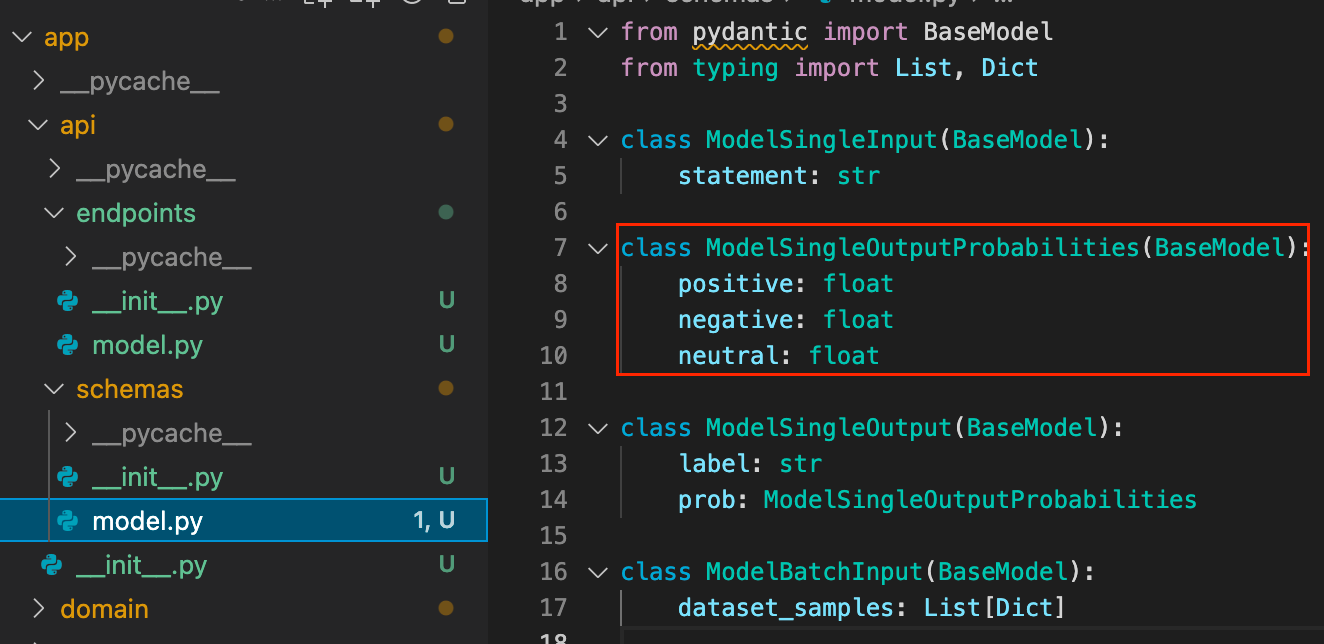 app
__pycache__
api
__pycache__
endpoints
__pycache__
__init__.py U
model.py U
schemas
__pycache__
__init__.py U
model.py 1, U
__init__.py U
domain
1 from pydantic import BaseModel
2 from typing import List, Dict
3
4 class ModelSingleInput(BaseModel):
5 statement: str
6
7 class ModelSingleOutputProbabilities(BaseModel):
8 positive: float
9 negative: float
10 neutral: float
11
12 class ModelSingleOutput(BaseModel):
13 label: str
14 prob: ModelSingleOutputProbabilities
15
16 class ModelBatchInput(BaseModel):
17 dataset_samples: List[Dict]
18